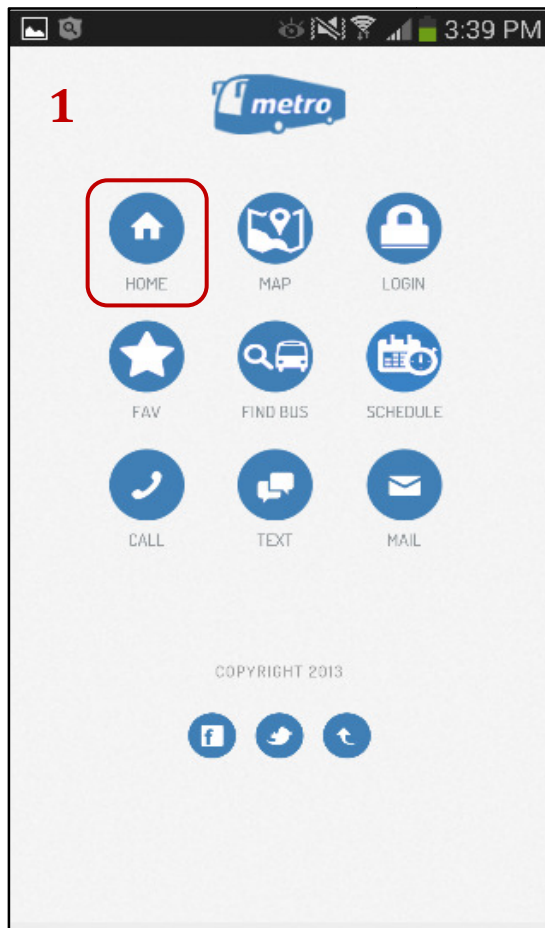 3:39 PM
1
metro
HOME MAP LOGIN
FAV FIND BUS SCHEDULE
CALL TEXT MAIL
COPYRIGHT 2013